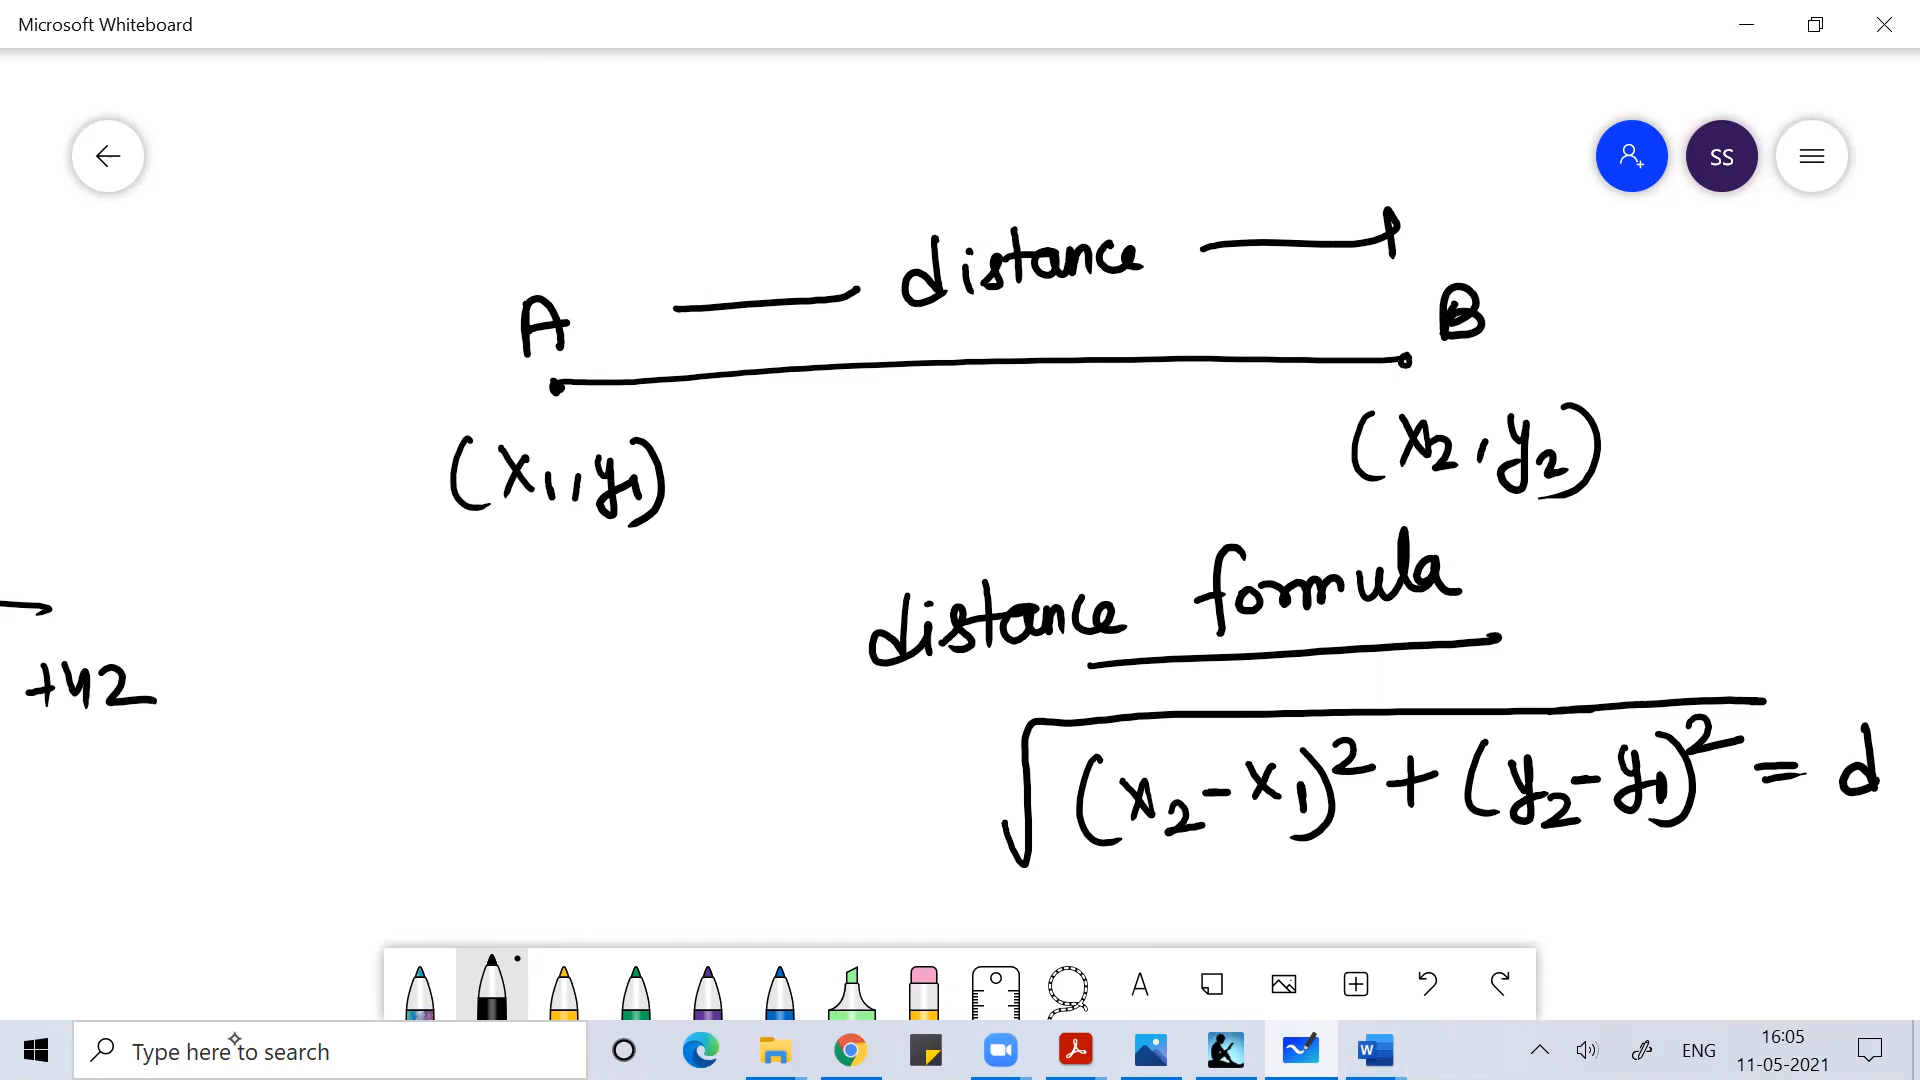 Microsoft Whiteboard
SS
distance
A
B
(x₁, y₁)
(x₂, y₂)
distance formula
+42
√((x₂-x₁)²+(y₂-y₁)²) = d
A
Type here to search
W
ENG
16:05
11-05-2021